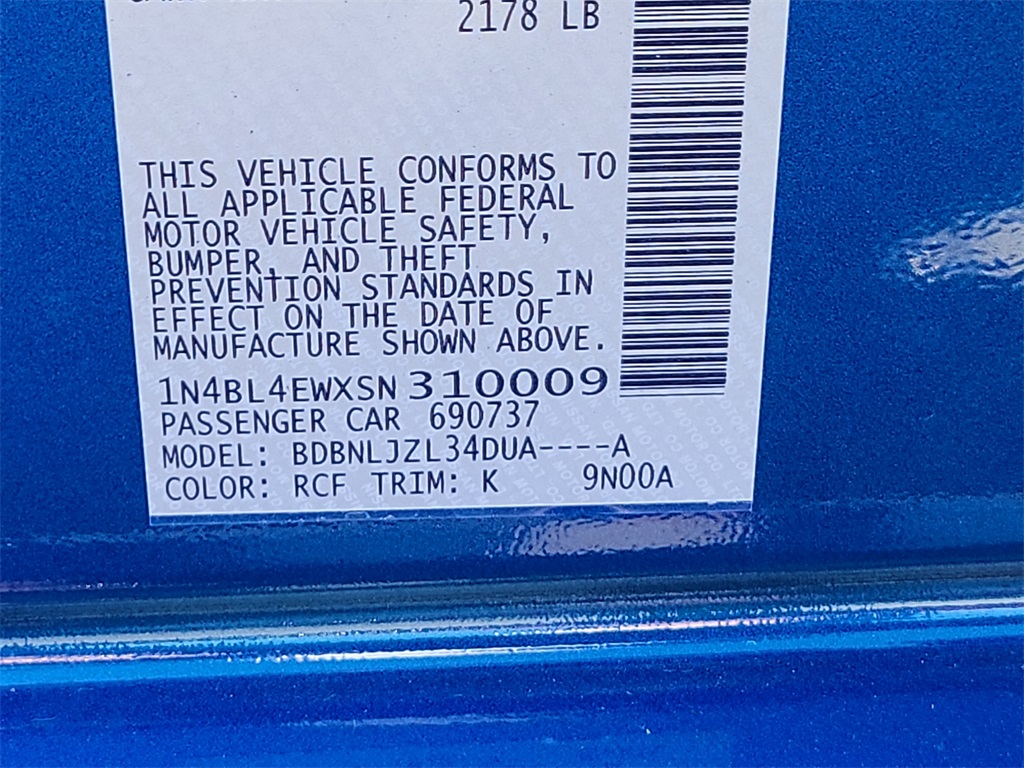 2178 LB
THIS VEHICLE CONFORMS TO
ALL APPLICABLE FEDERAL
MOTOR VEHICLE SAFETY,
BUMPER, AND THEFT
PREVENTION STANDARDS IN
EFFECT ON THE DATE OF
MANUFACTURE SHOWN ABOVE.
1N4BL4EWXSN310009
PASSENGER CAR 690737
MODEL: BDBNLJZL34DUA----A
COLOR: RCF TRIM: K 9N00A